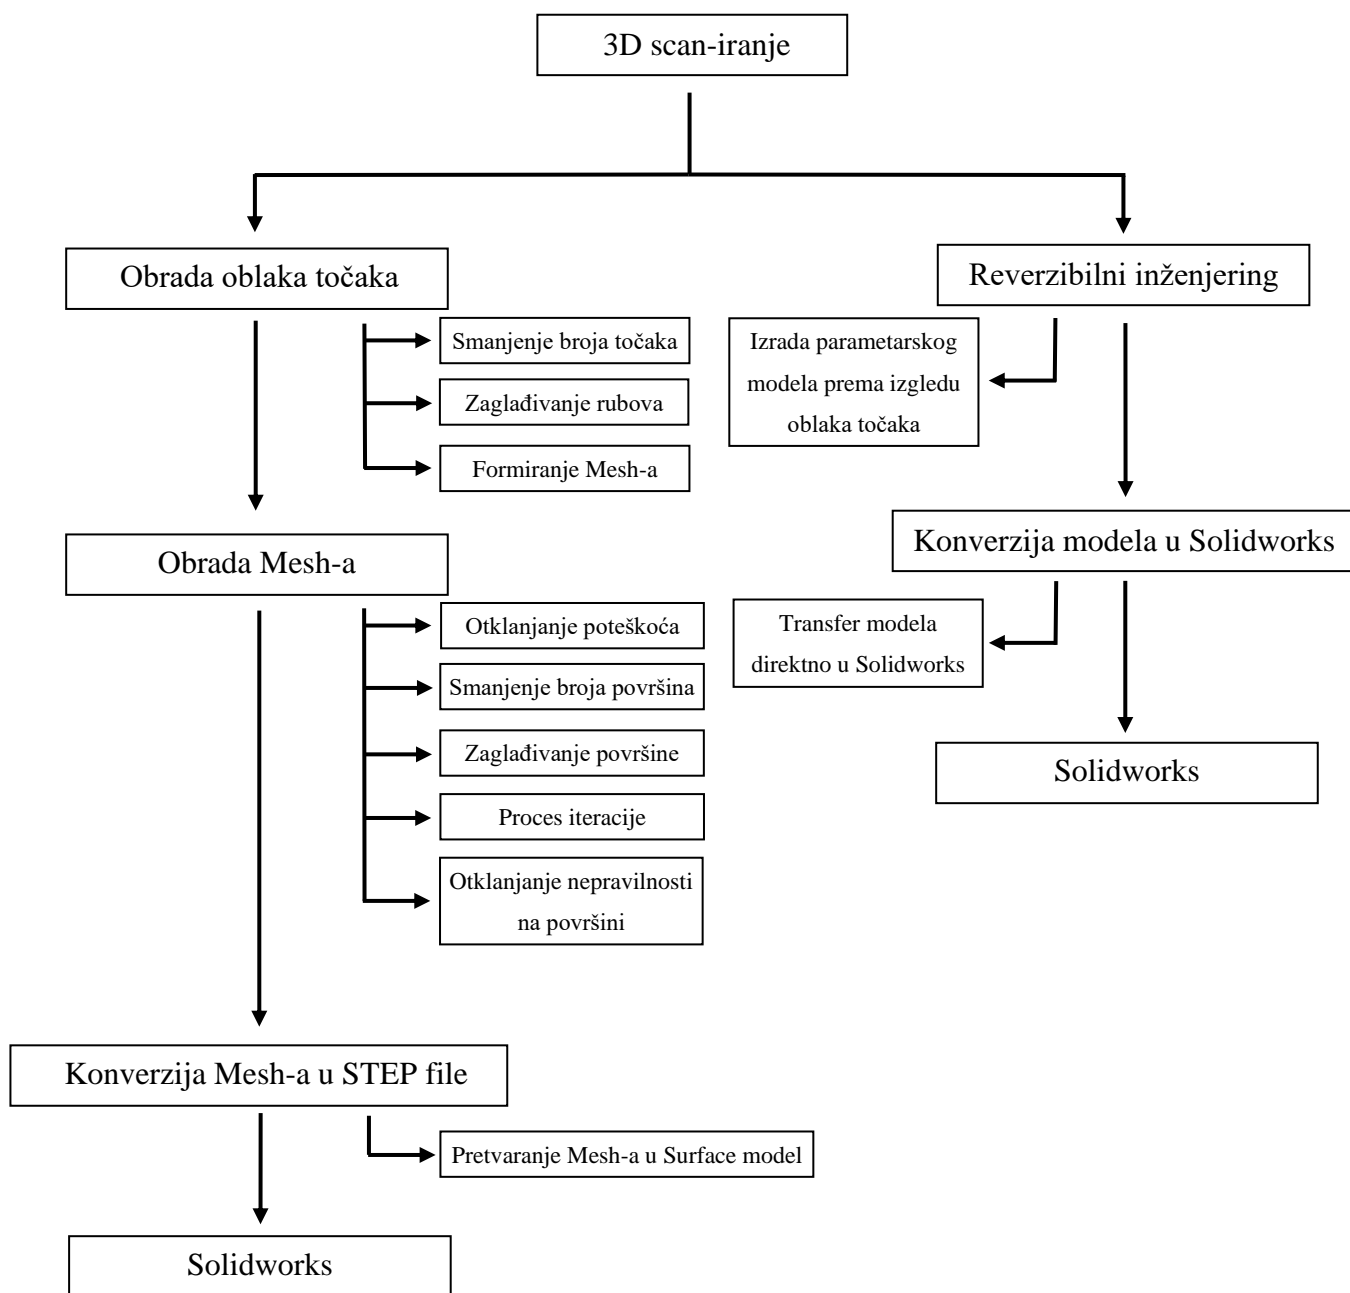 3D scan-iranje
Obrada oblaka točaka
Smanjenje broja točaka
Zaglađivanje rubova
Formiranje Mesh-a
Obrada Mesh-a
Otklanjanje poteškoća
Smanjenje broja površina
Zaglađivanje površine
Proces iteracije
Otklanjanje nepravilnosti
na površini
Konverzija Mesh-a u STEP file
Pretvaranje Mesh-a u Surface model
Solidworks
Reverzibilni inženjering
Izrada parametarskog
modela prema izgledu
oblaka točaka
Konverzija modela u Solidworks
Transfer modela
direktno u Solidworks
Solidworks